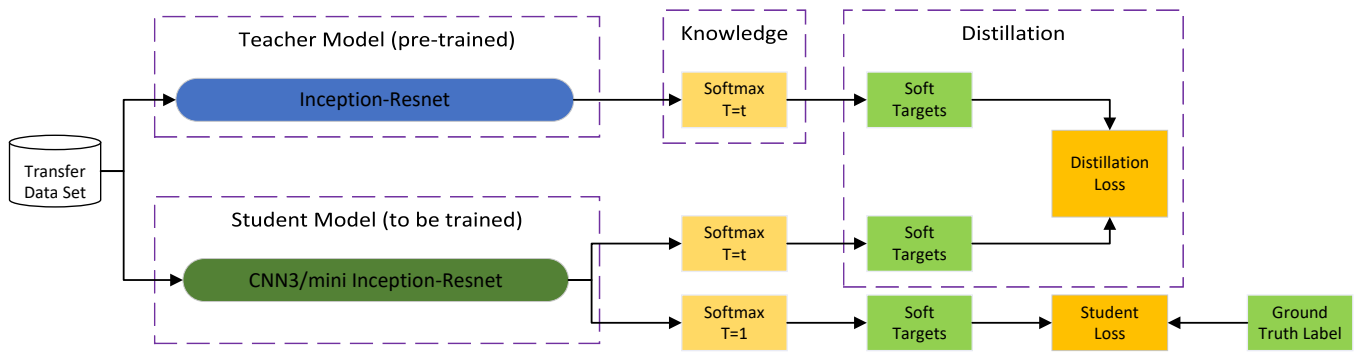 Teacher Model (pre-trained)
Knowledge
Distillation
Inception-Resnet
Softmax
T=t
Soft
Targets
Transfer
Data Set
Distillation
Loss
Student Model (to be trained)
CNN3/mini Inception-Resnet
Softmax
T=t
Soft
Targets
Softmax
T=1
Soft
Targets
Student
Loss
Ground
Truth Label